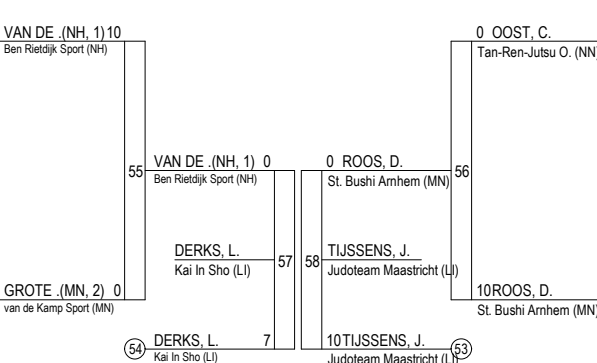 VAN DE .(NH, 1) 10
Ben Rietdijk Sport (NH)
0 OOST, C.
Tan-Ren-Jutsu O. (NN)
55
VAN DE .(NH, 1) 0
Ben Rietdijk Sport (NH)
0 ROOS, D.
St. Bushi Arnhem (MN)
56
DERKS, L.
Kai In Sho (LI)
57
58
TIJSSENS, J.
Judoteam Maastricht (LI)
GROTE .(MN, 2) 0
van de Kamp Sport (MN)
10 ROOS, D.
St. Bushi Arnhem (MN)
54
DERKS, L. 7
Kai In Sho (LI)
10 TIJSSENS, J.
Judoteam Maastricht (LI)
53